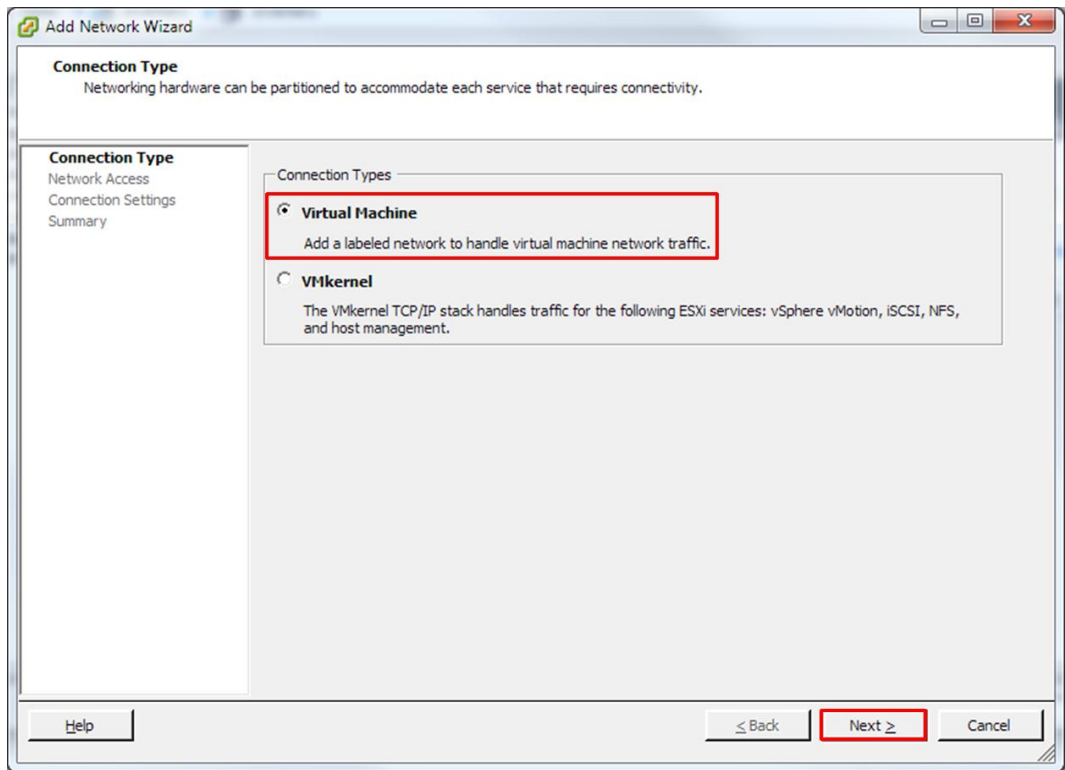 Add Network Wizard
Connection Type
Networking hardware can be partitioned to accommodate each service that requires connectivity.
Connection Type
Network Access
Connection Settings
Summary
Connection Types
Virtual Machine
Add a labeled network to handle virtual machine network traffic.
VMkernel
The VMkernel TCP/IP stack handles traffic for the following ESXi services: vSphere vMotion, iSCSI, NFS,
and host management.
Help
< Back
Next >
Cancel